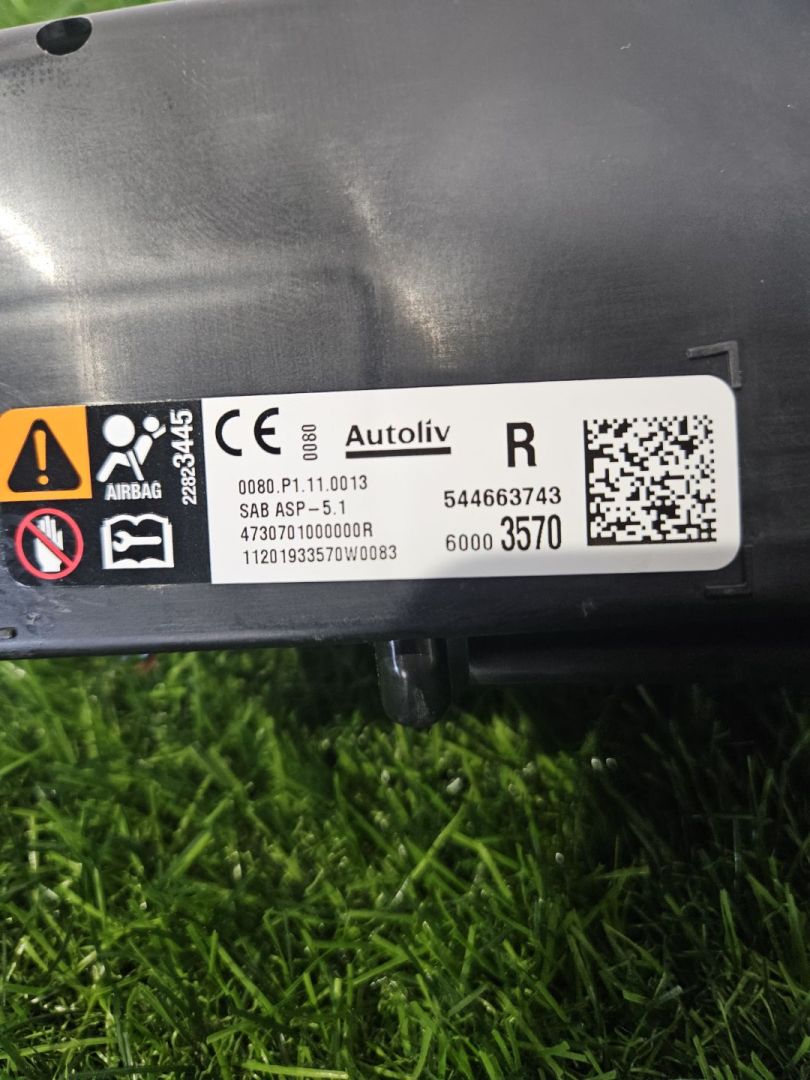 AIRBAG
22823445
CE
0080
Autoliv
R
0080.P1.11.0013
SAB ASP-5.1
4730701000000R
11201933570W0083
544663743
6000 3570